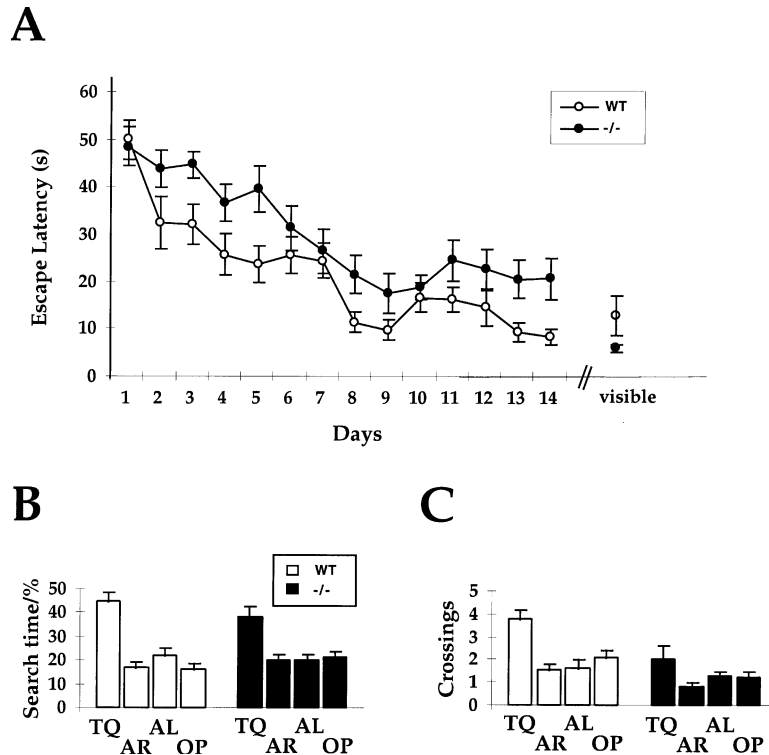 A
Escape Latency (s)
60
50
40
30
20
10
0
WT
-/-
1 2 3 4 5 6 7 8 9 10 11 12 13 14 visible
Days
B
Search time/%
50
40
30
20
10
0
WT
-/-
TQ AR AL OP TQ AR AL OP
C
Crossings
5
4
3
2
1
0
TQ AR AL OP TQ AR AL OP